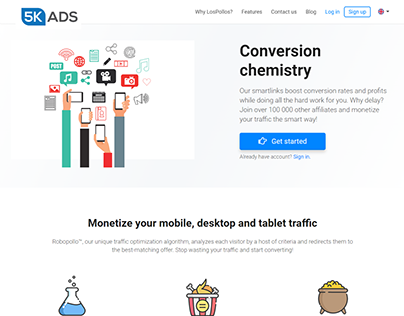 5K ADS
Why LosPollos? Features Contact us Blog Log in Sign up
POST
Conversion
chemistry
Our smartlinks boost conversion rates and profits
while doing all the hard work for you. Why delay?
Join over 100 000 other affiliates and monetize
your traffic the smart way!
Get started
Already have account? Sign in.
Monetize your mobile, desktop and tablet traffic
Robopollo™, our unique traffic optimization algorithm, analyzes each visitor by a host of criteria and redirects them to
the best-matching offer. Stop wasting your traffic and start converting!